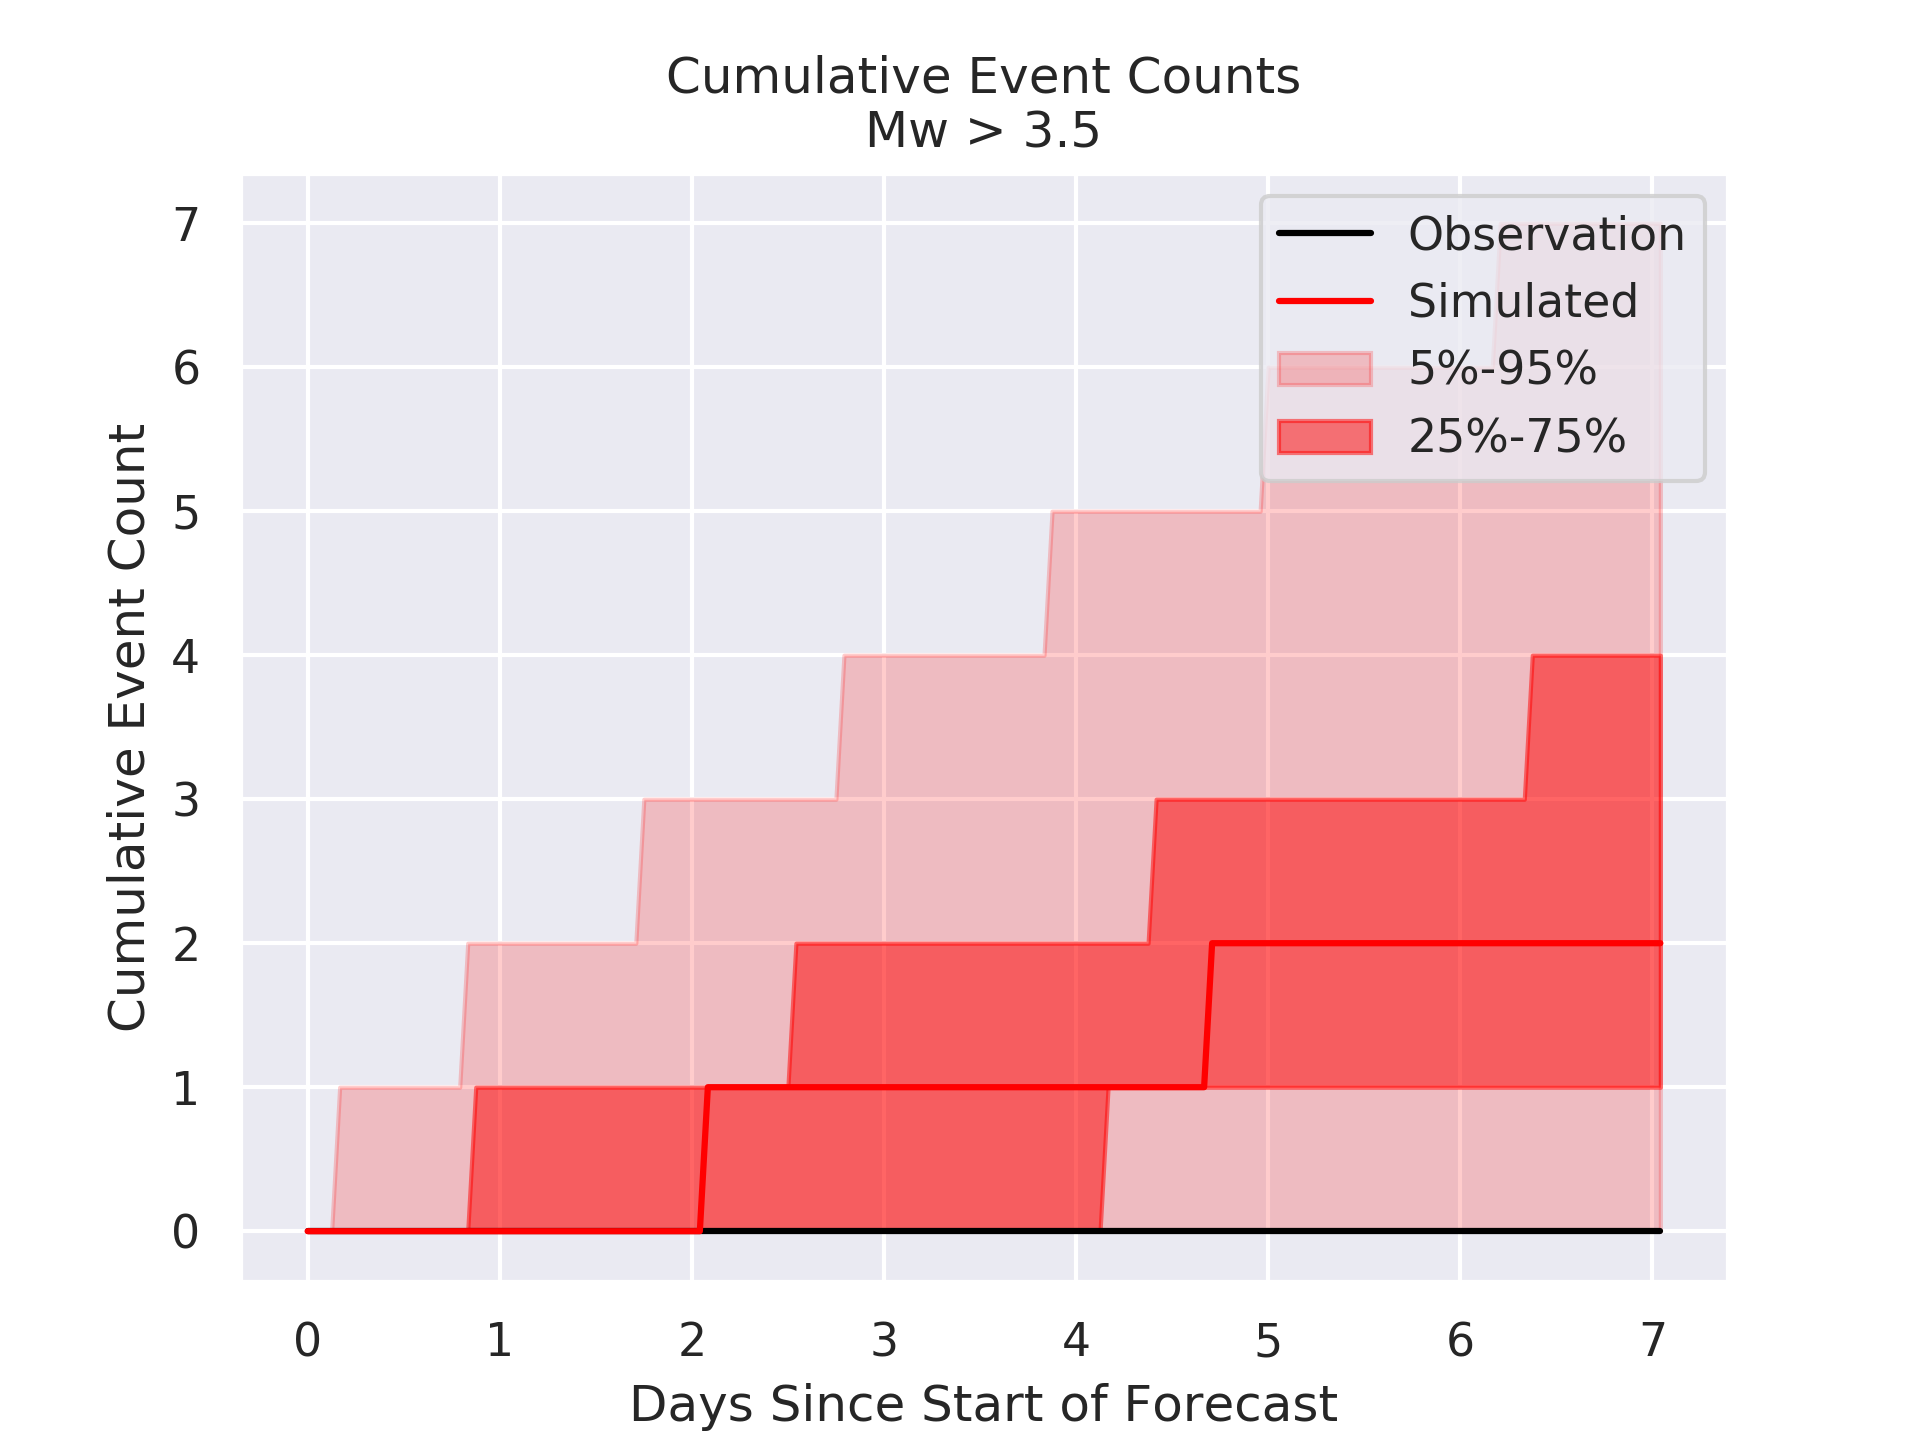 Cumulative Event Counts
Mw > 3.5
Cumulative Event Count
7
6
5
4
3
2
1
0
Observation
Simulated
5%-95%
25%-75%
0 1 2 3 4 5 6 7
Days Since Start of Forecast